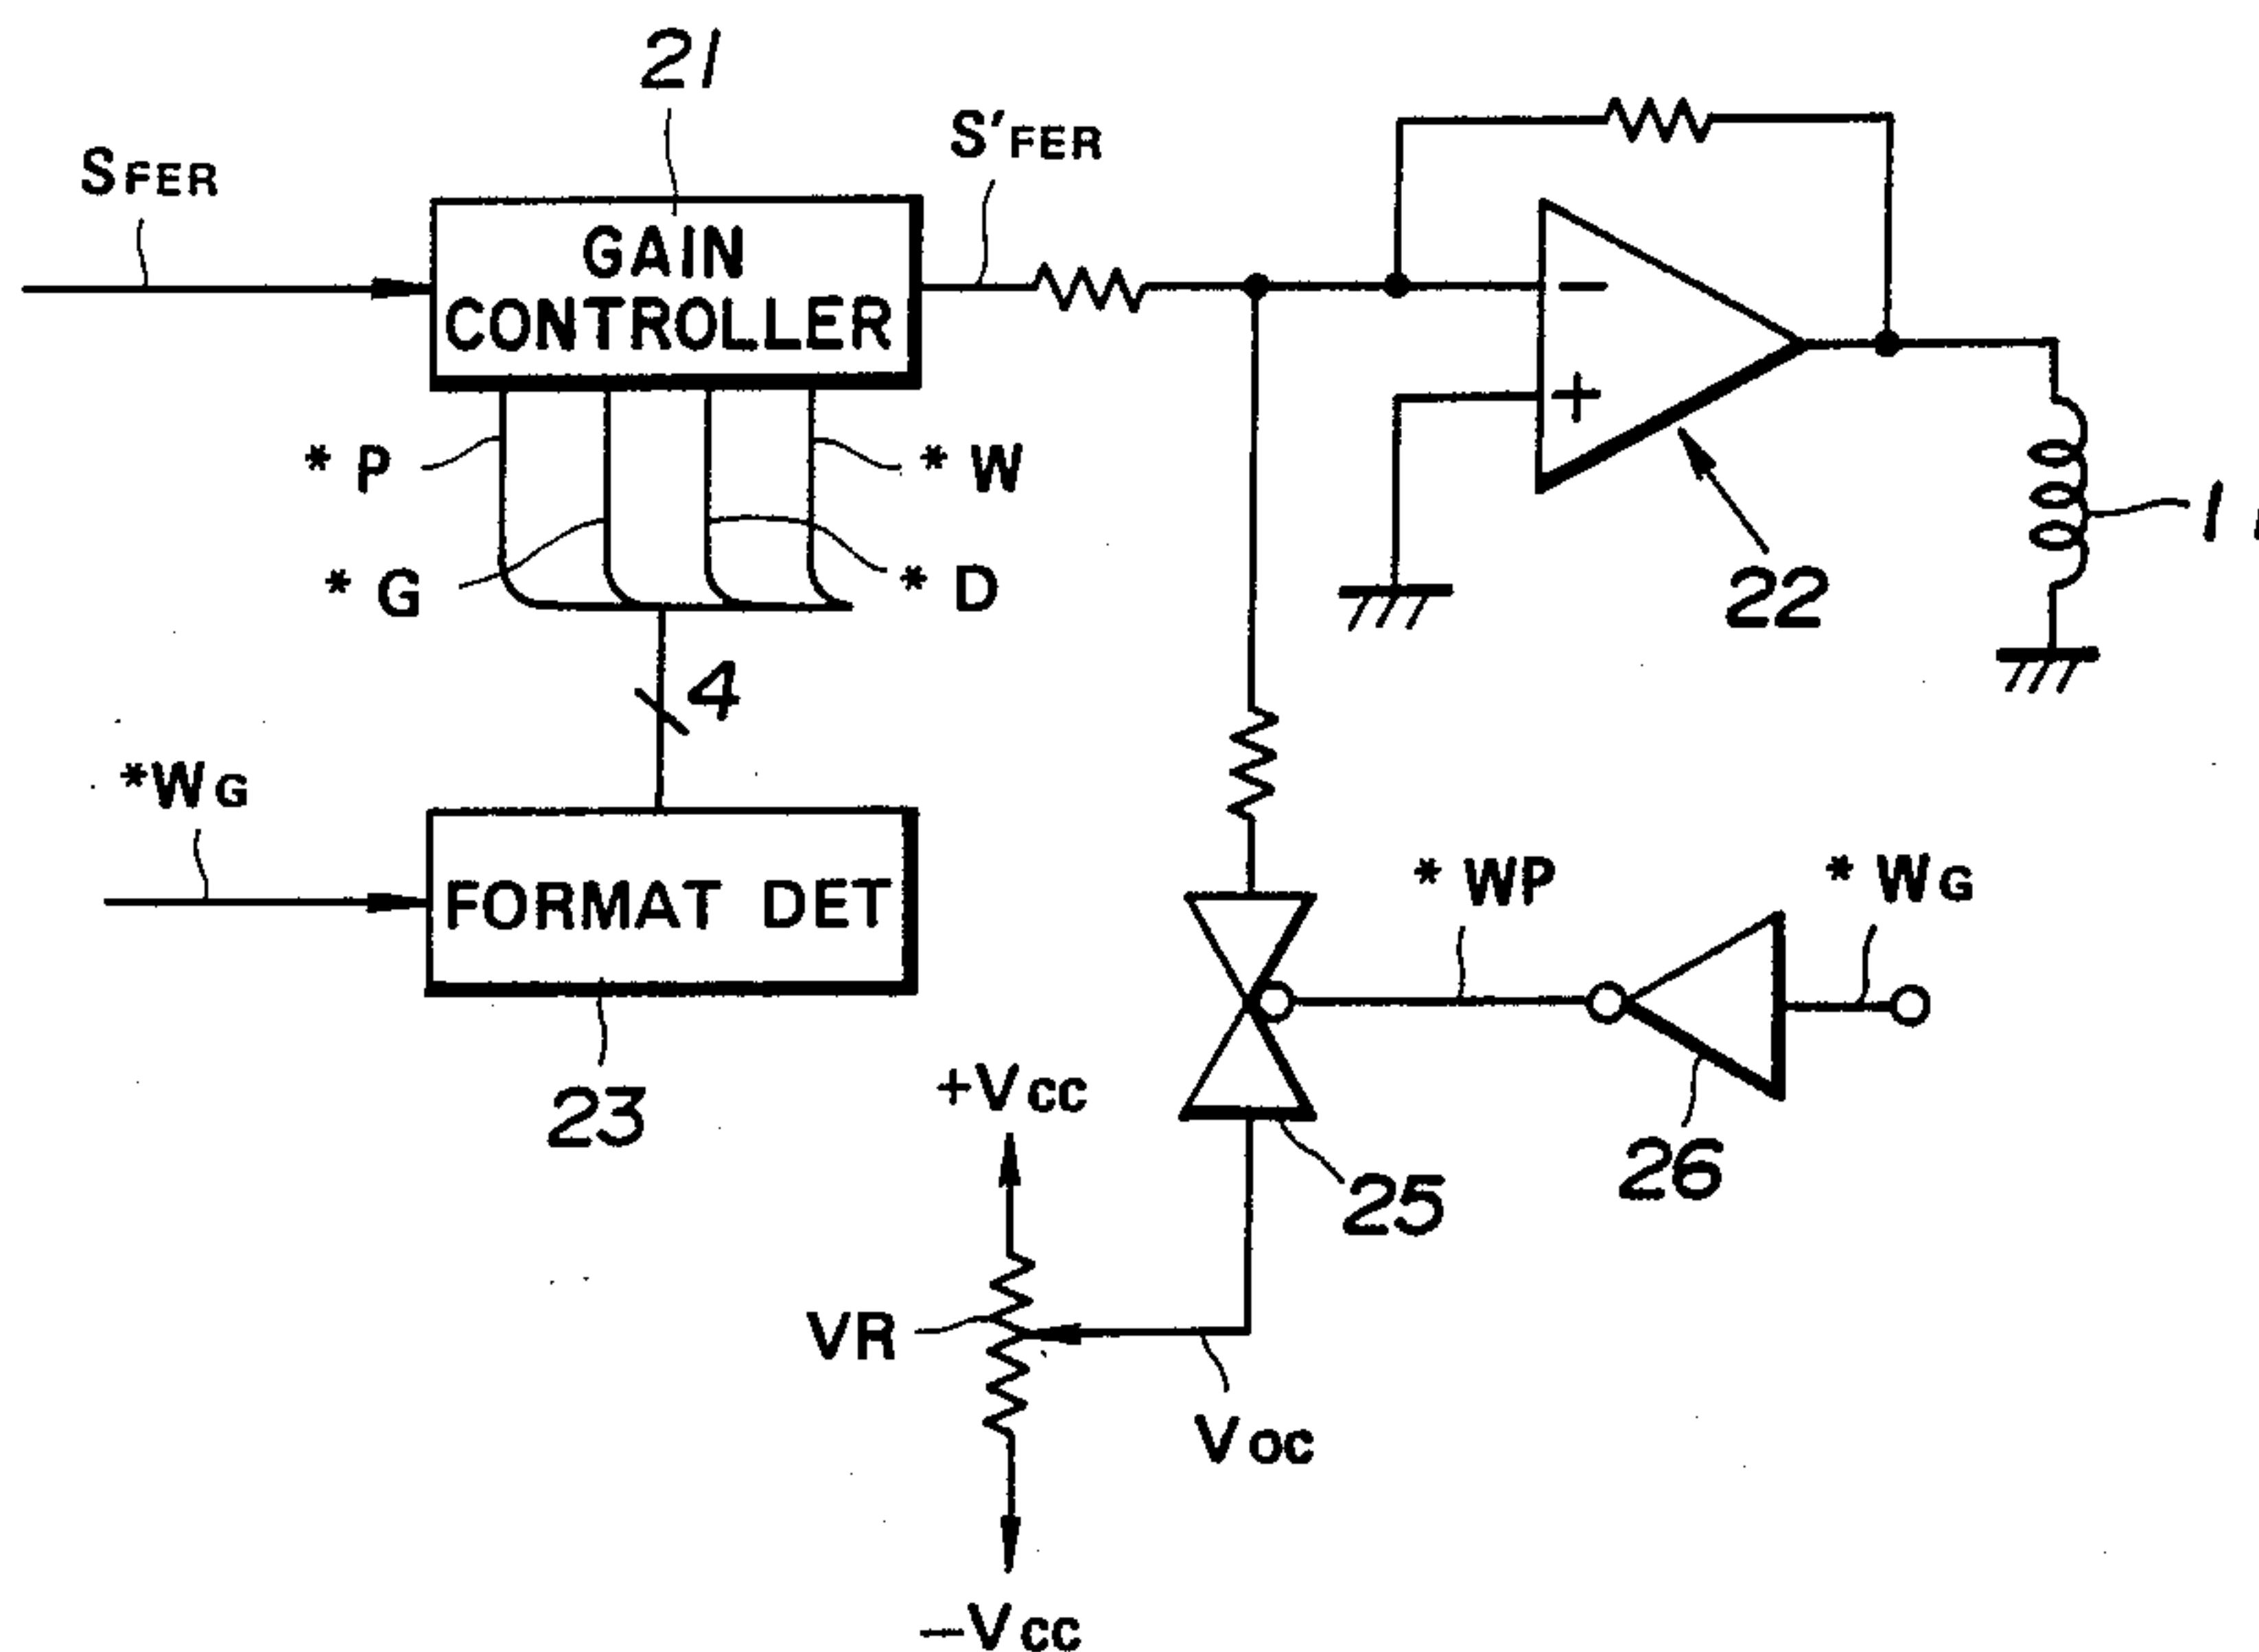 21
SFER
S'FER
GAIN
CONTROLLER
−
+
* P
* W
* G
* D
22
11
4
*WG
FORMAT DET
* WP
* WG
23
+Vcc
25
26
VR
Voc
−Vcc